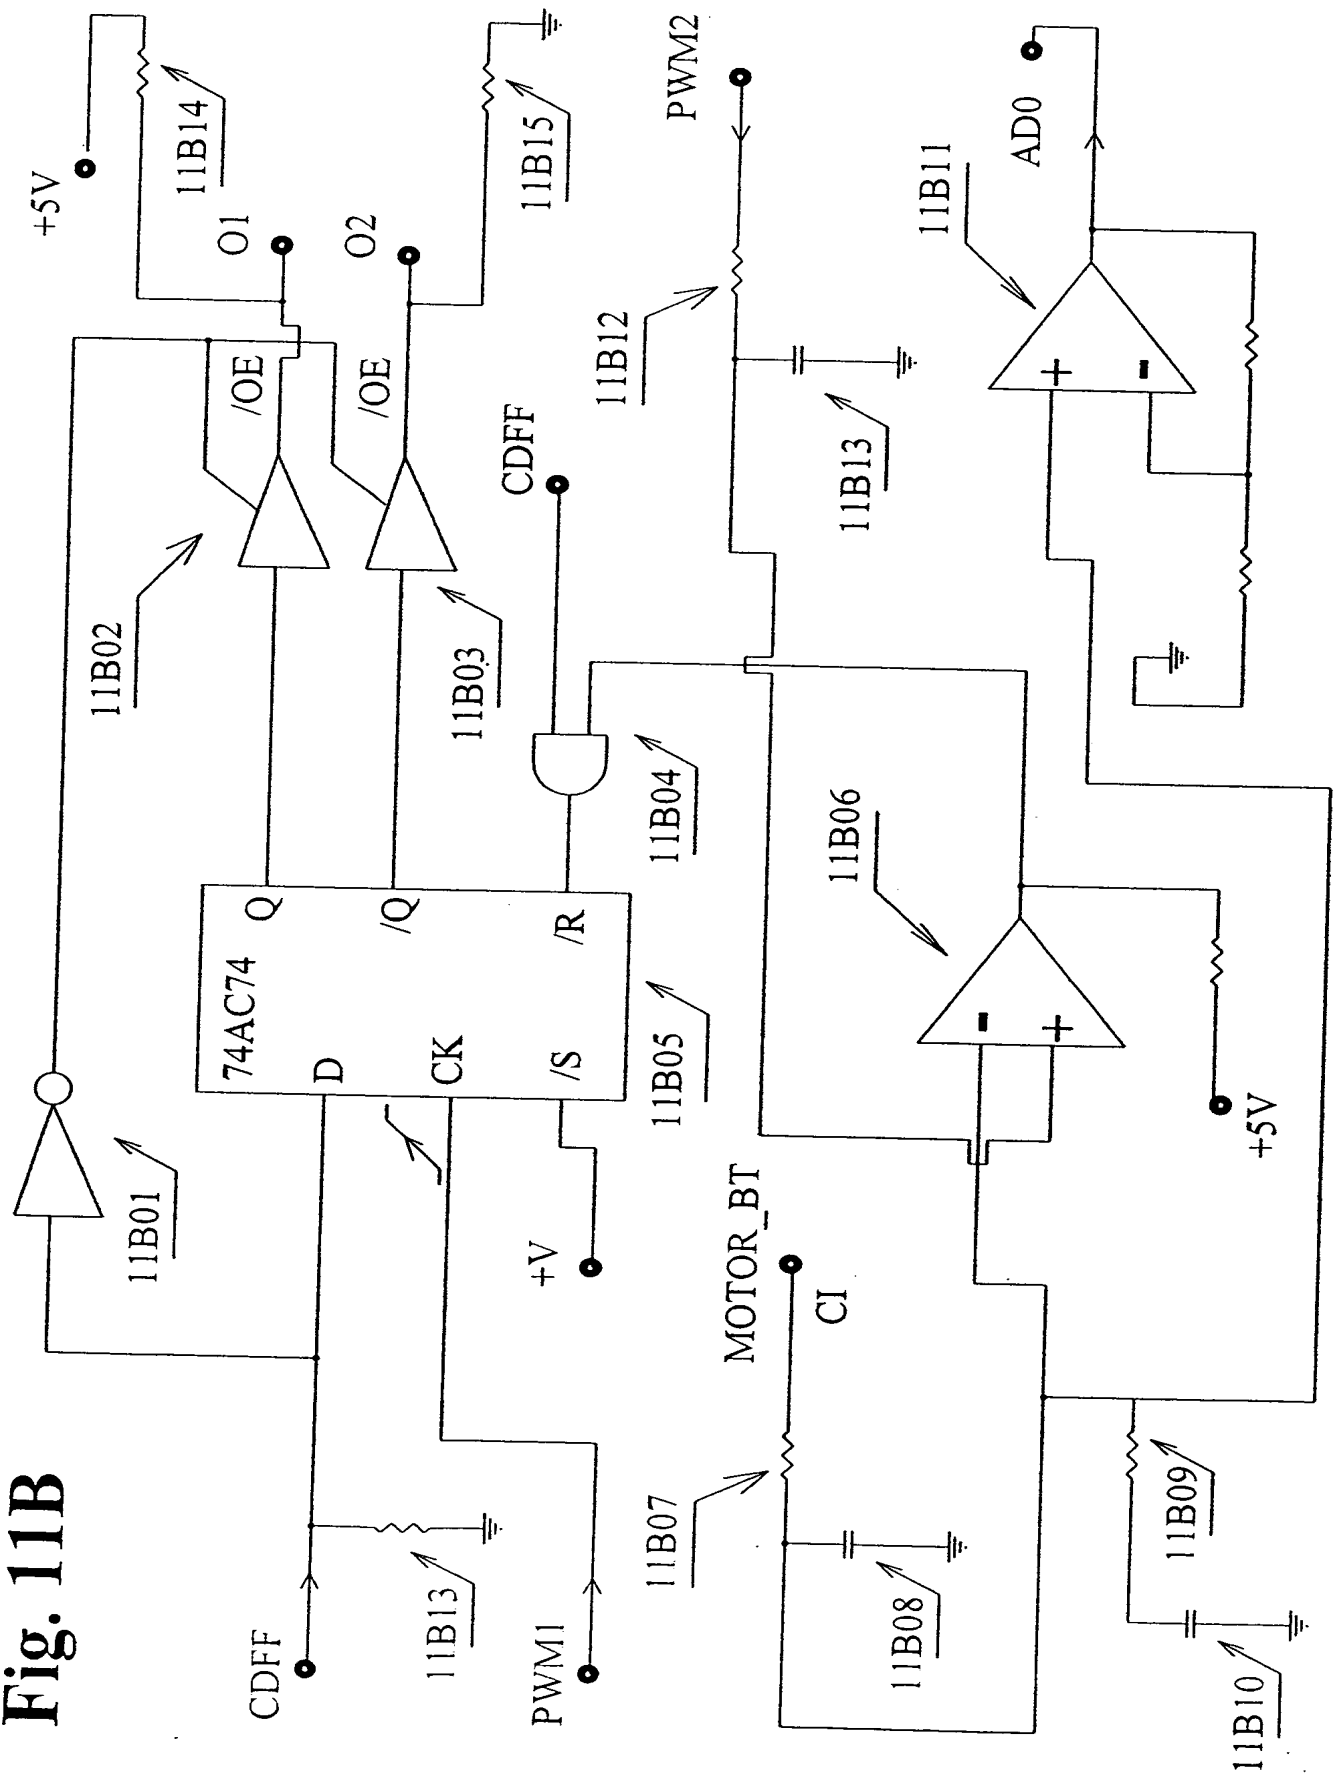 Fig. 11B
+5V
11B14
O1
O2
11B15
/OE
/OE
11B02
11B03
CDFF
11B04
11B01
74AC74
Q
/Q
/R
D
CK
/S
11B05
+V
CDFF
11B13
PWM1
PWM2
11B12
11B13
AD0
11B11
+
-
11B06
-
+
+5V
MOTOR_BT
CI
11B07
11B08
11B09
11B10